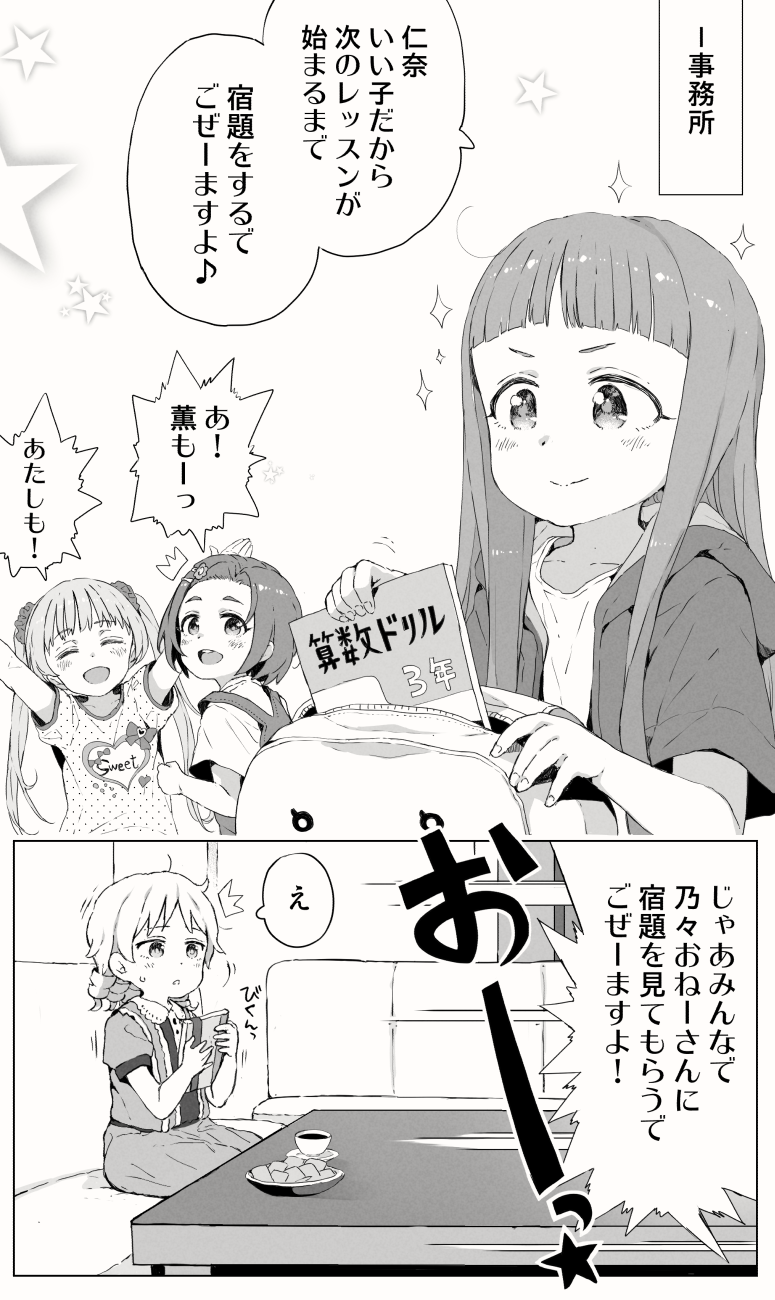 ー事務所
仁奈
いい子だから
次のレッスンが
始まるまで
宿題をするで
ごぜーますよ♪
あ!
薫もーっ
あたしも!
算数ドリル
3年
Sweet
じゃあみんなで
乃々おねーさんに
宿題を見てもらうで
ごぜーますよ!
おーっ★
え
びくんっ